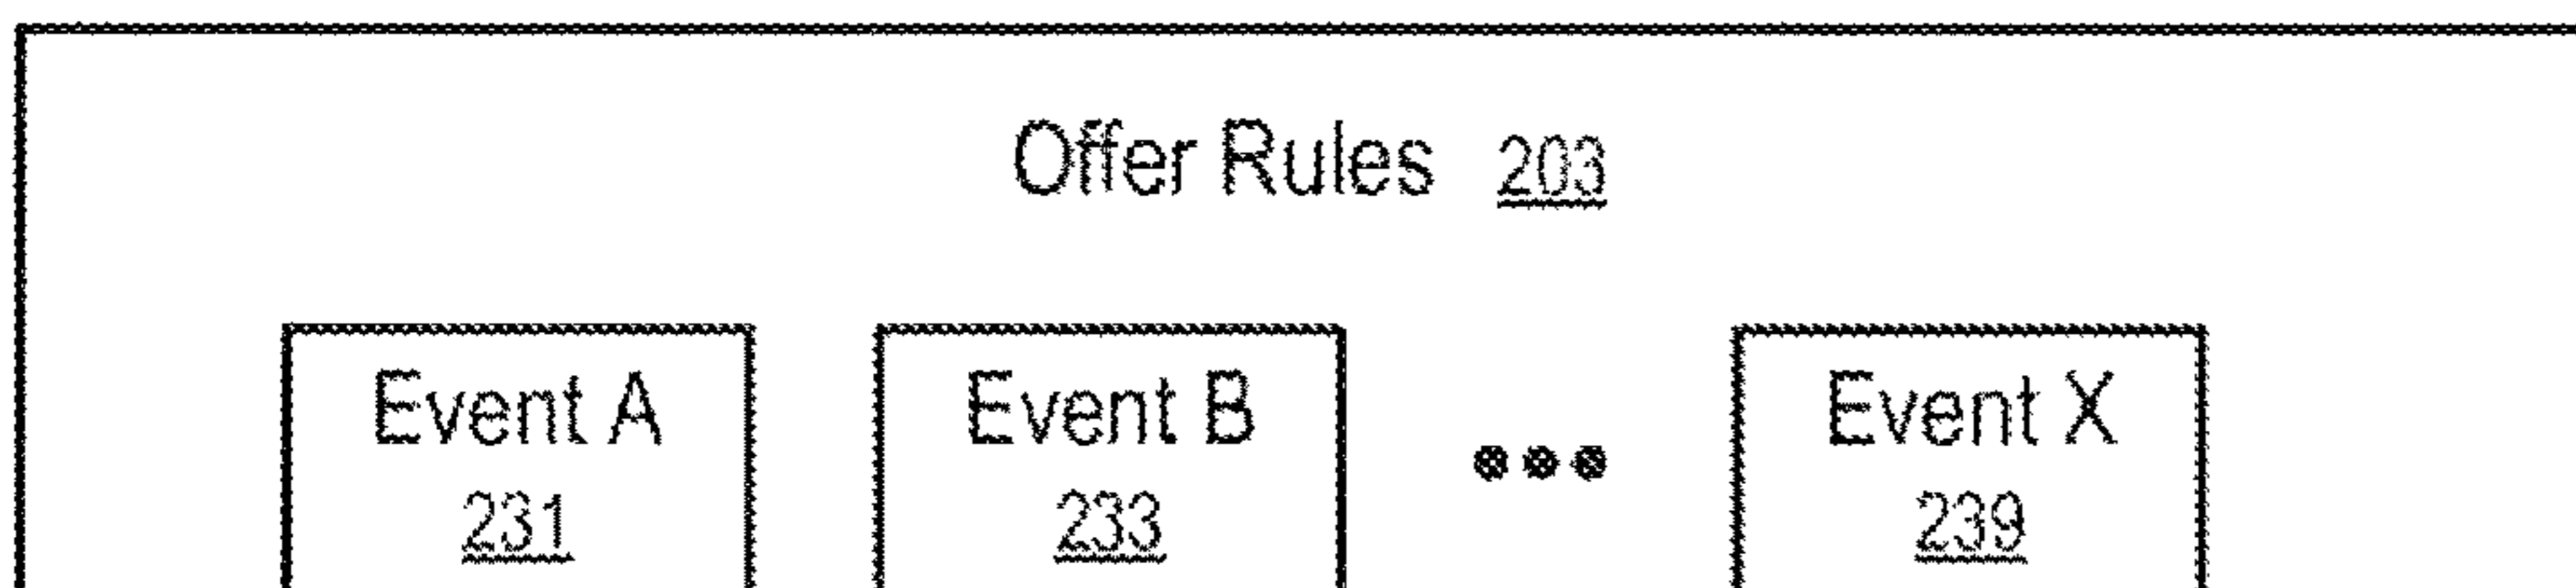 Offer Rules 203
Event A
231
Event B
233
•••
Event X
239